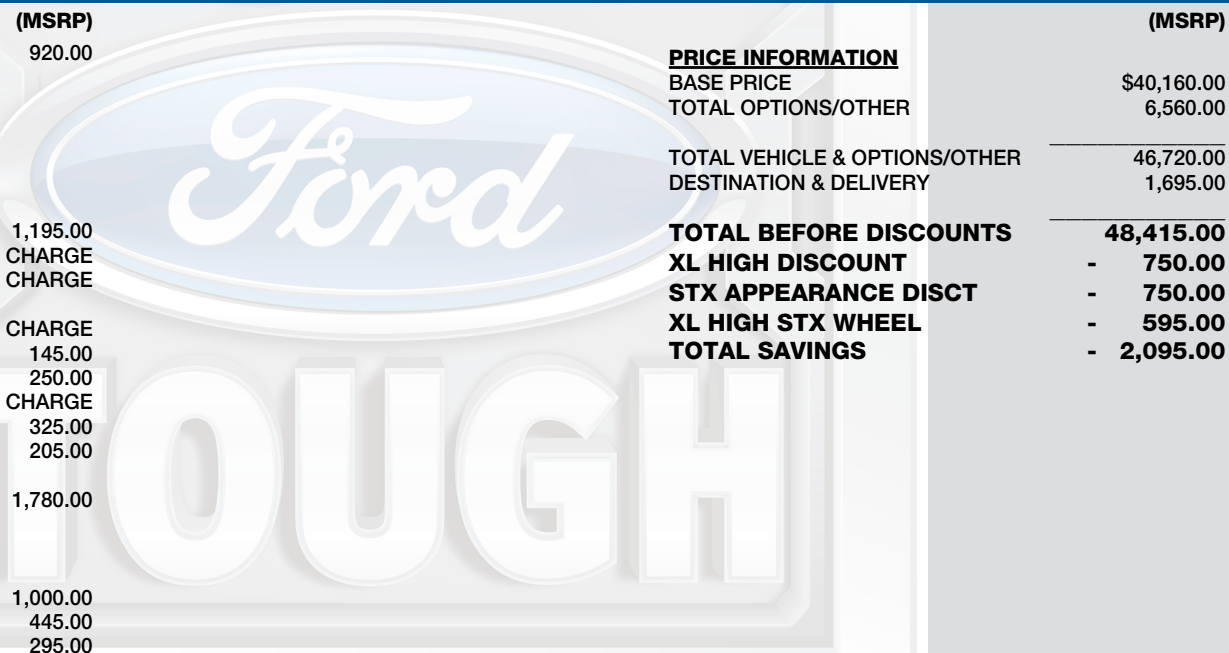 (MSRP)
920.00
1,195.00
CHARGE
CHARGE
CHARGE
145.00
250.00
CHARGE
325.00
205.00
1,780.00
1,000.00
445.00
295.00
Ford
TOUGH
(MSRP)
PRICE INFORMATION
BASE PRICE $40,160.00
TOTAL OPTIONS/OTHER 6,560.00
TOTAL VEHICLE & OPTIONS/OTHER 46,720.00
DESTINATION & DELIVERY 1,695.00
TOTAL BEFORE DISCOUNTS 48,415.00
XL HIGH DISCOUNT - 750.00
STX APPEARANCE DISCT - 750.00
XL HIGH STX WHEEL - 595.00
TOTAL SAVINGS - 2,095.00